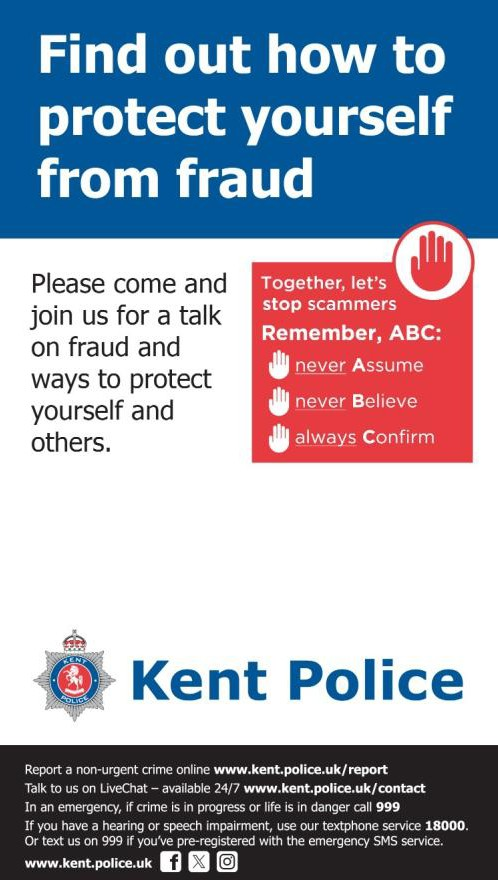 Find out how to
protect yourself
from fraud
Please come and
join us for a talk
on fraud and
ways to protect
yourself and
others.
Together, let's
stop scammers
Remember, ABC:
never Assume
never Believe
always Confirm
KENT
POLICE
Kent Police
Report a non-urgent crime online www.kent.police.uk/report
Talk to us on LiveChat – available 24/7 www.kent.police.uk/contact
In an emergency, if crime is in progress or life is in danger call 999
If you have a hearing or speech impairment, use our textphone service 18000.
Or text us on 999 if you've pre-registered with the emergency SMS service.
www.kent.police.uk